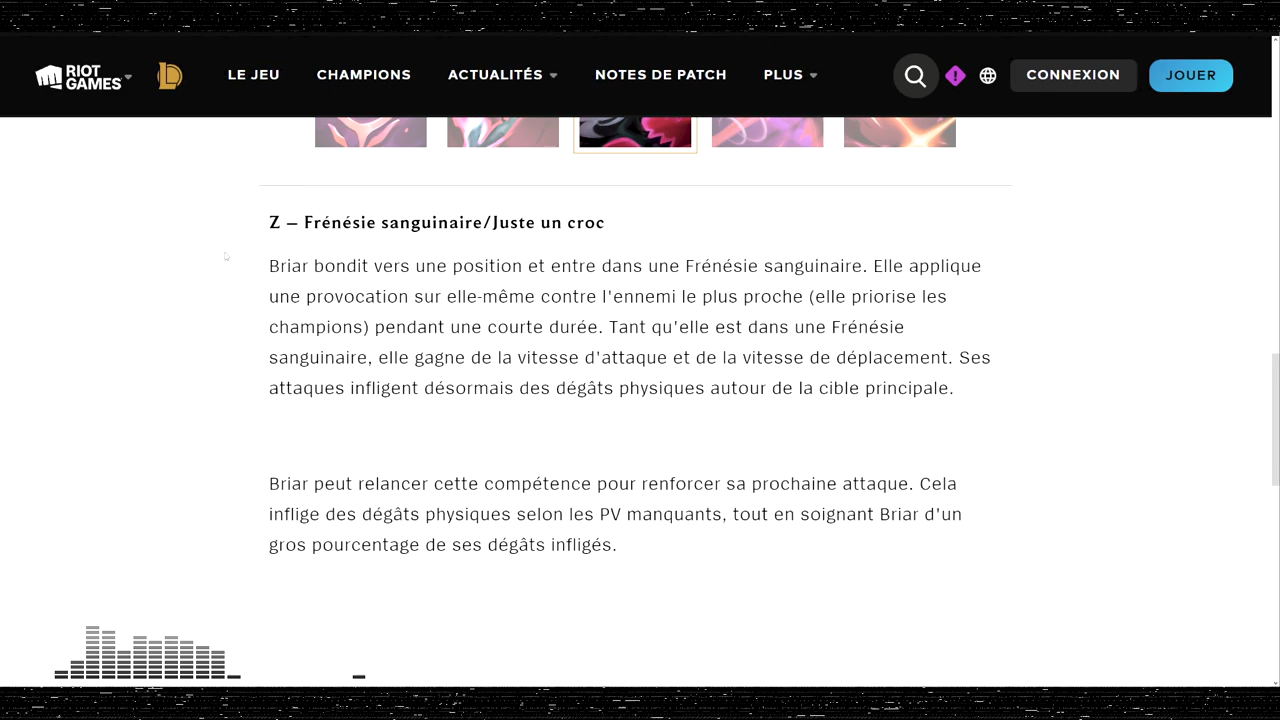 RIOT GAMES LE JEU CHAMPIONS ACTUALITÉS NOTES DE PATCH PLUS CONNEXION JOUER
Z – Frénésie sanguinaire/Juste un croc
Briar bondit vers une position et entre dans une Frénésie sanguinaire. Elle applique
une provocation sur elle-même contre l'ennemi le plus proche (elle priorise les
champions) pendant une courte durée. Tant qu'elle est dans une Frénésie
sanguinaire, elle gagne de la vitesse d'attaque et de la vitesse de déplacement. Ses
attaques infligent désormais des dégâts physiques autour de la cible principale.
Briar peut relancer cette compétence pour renforcer sa prochaine attaque. Cela
inflige des dégâts physiques selon les PV manquants, tout en soignant Briar d'un
gros pourcentage de ses dégâts infligés.